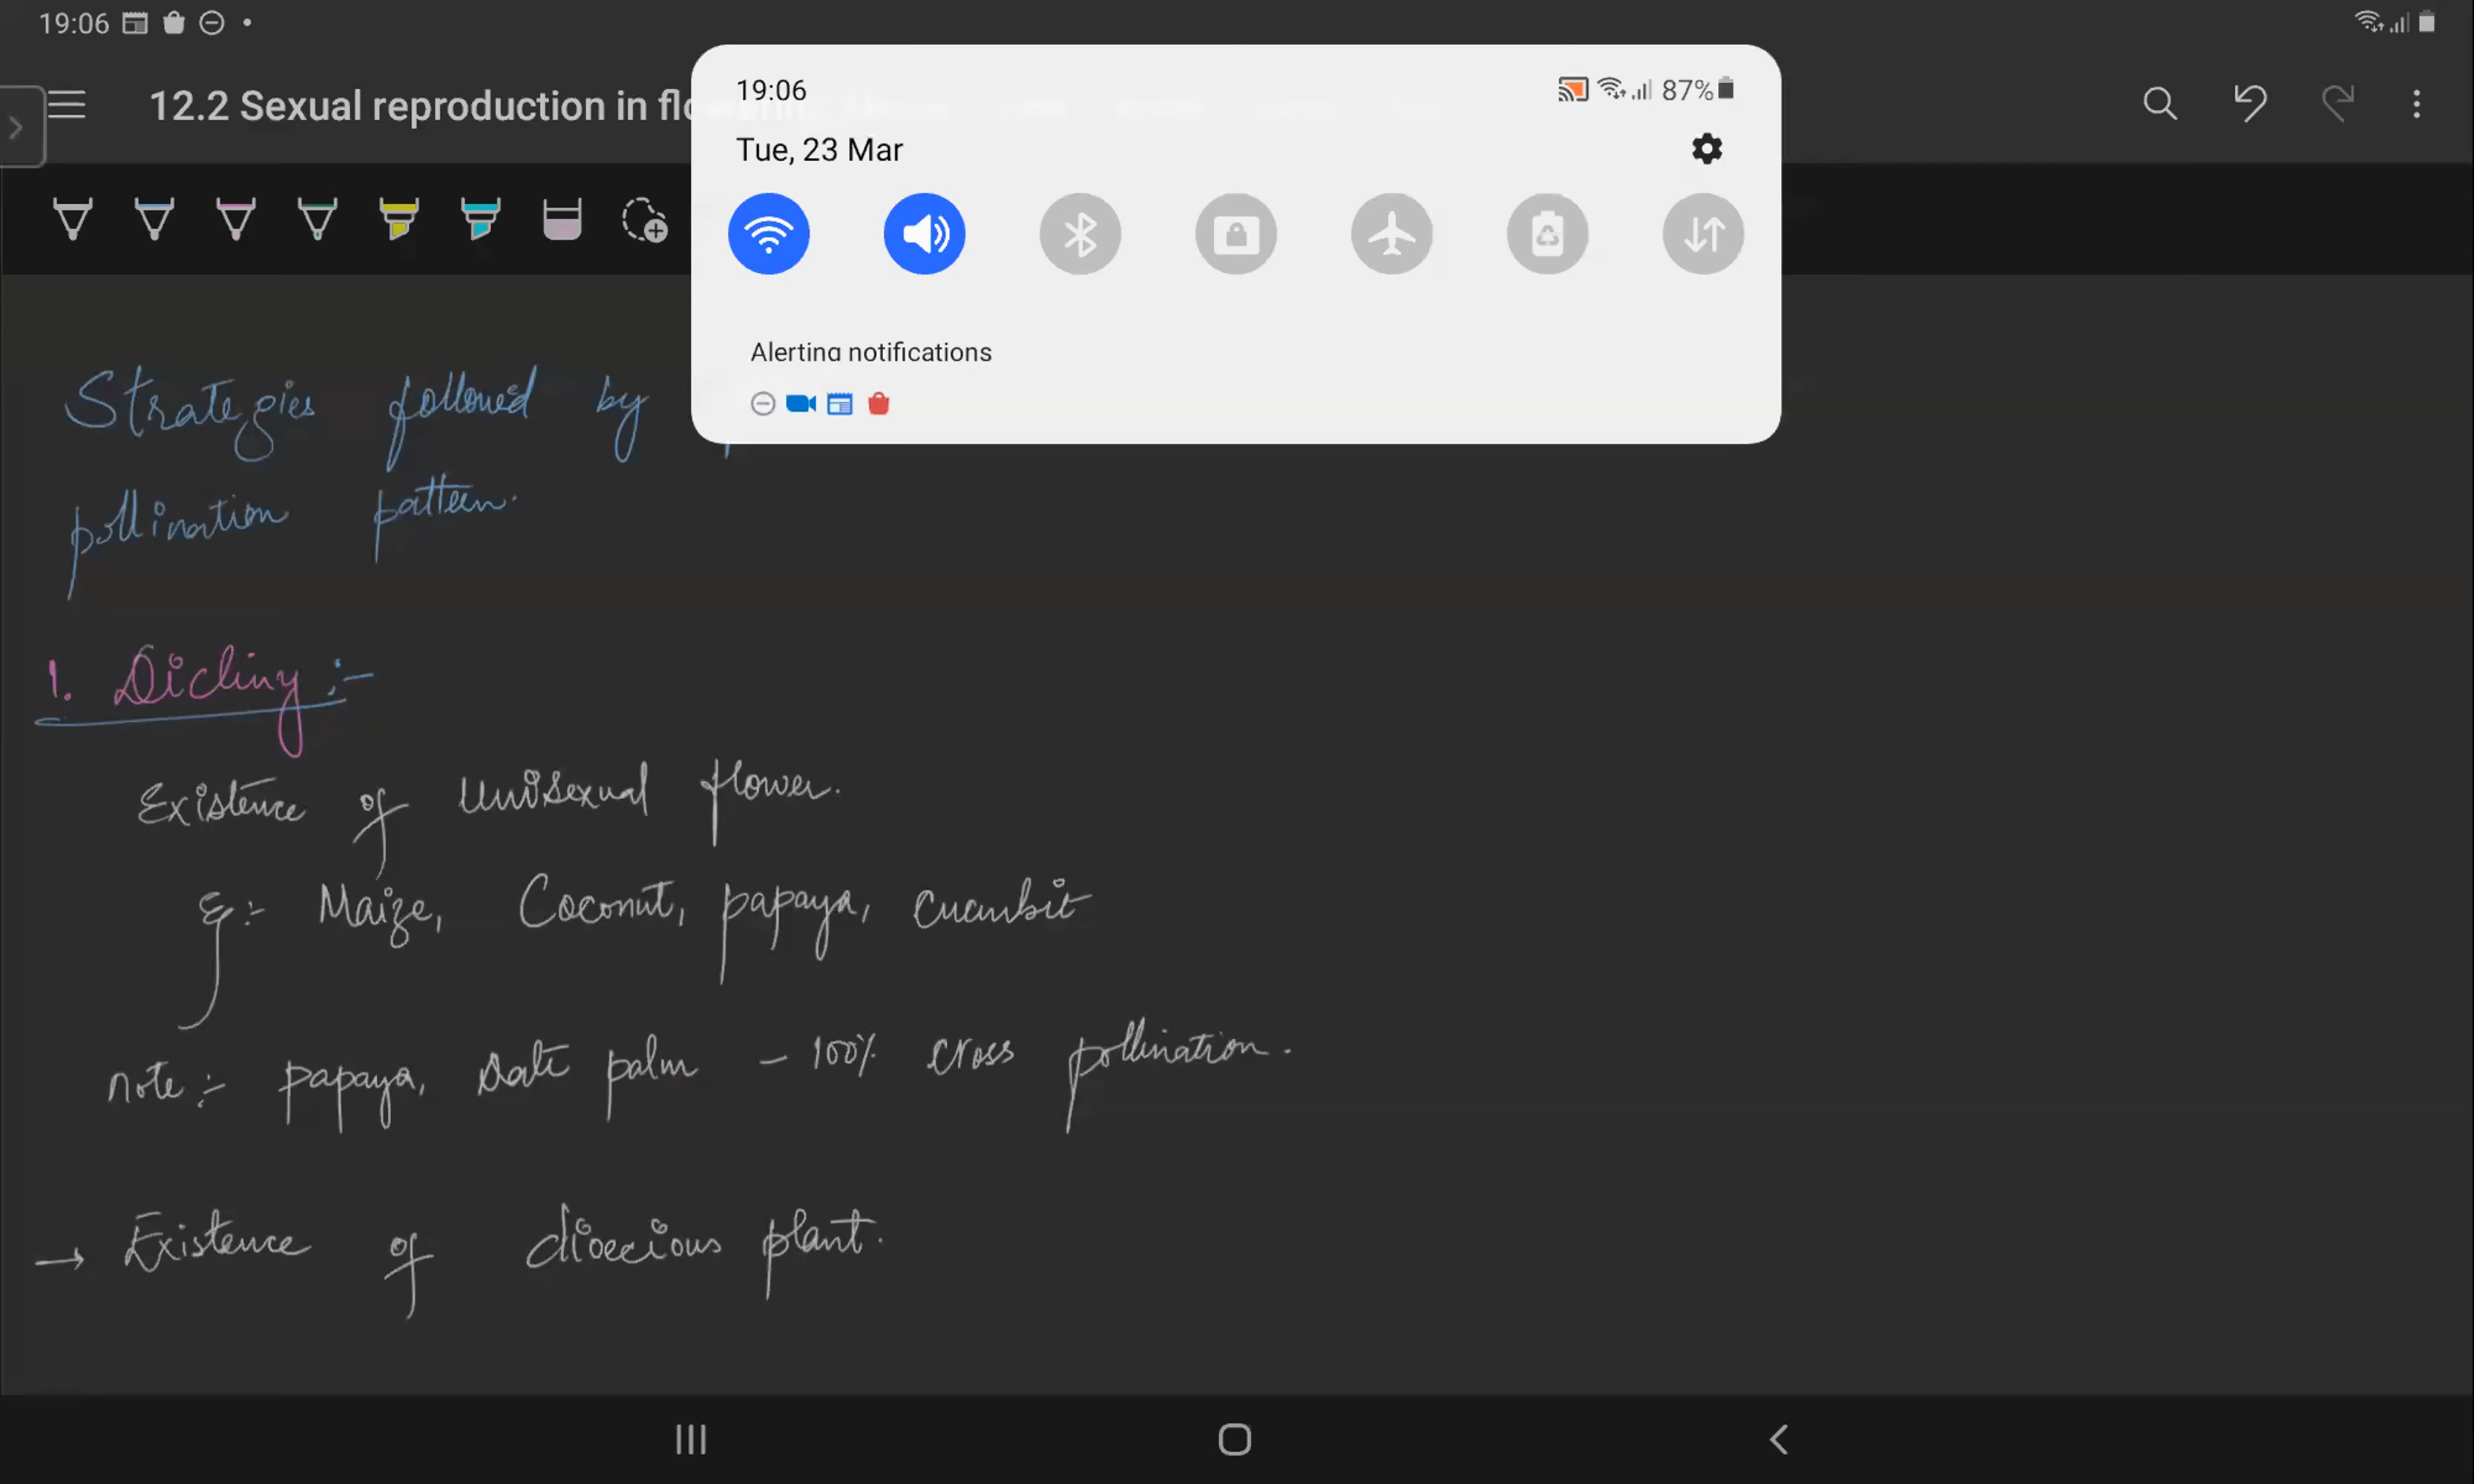 19:06
12.2 Sexual reproduction in
19:06
87%
Tue, 23 Mar
Alerting notifications
Strategies followed by
pollination pattern.
1. Dicliny :-
Existence of Unisexual flower.
Eg:- Maize, Coconut, papaya, Cucurbit
note:- papaya, Date palm - 100% cross pollination.
→ Existence of dioecious plant.